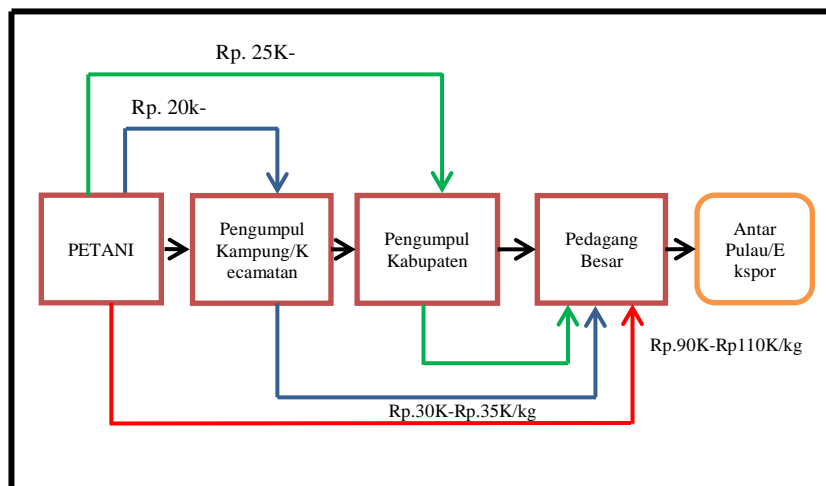 Rp. 25K-
Rp. 20k-
PETANI
Pengumpul
Kampung/K
ecamatan
Pengumpul
Kabupaten
Pedagang
Besar
Antar
Pulau/E
kspor
Rp.90K-Rp110K/kg
Rp.30K-Rp.35K/kg